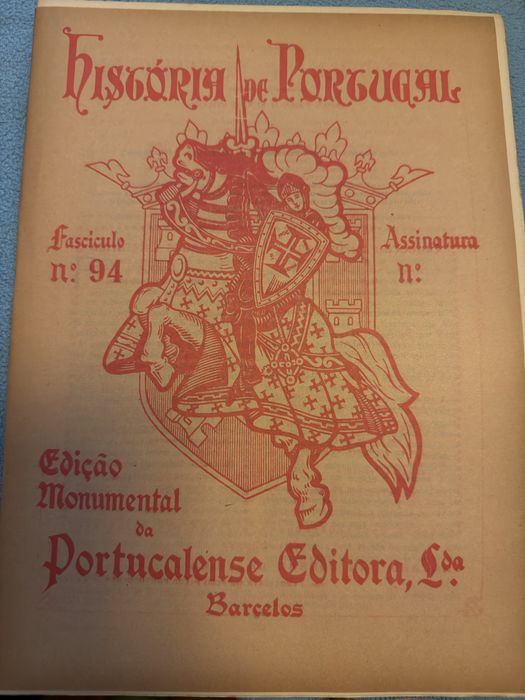 História de Portugal
Fascículo
n.º 94
Assinatura
n.º
Edição
Monumental
da
Portucalense Editora, L.da
Barcelos